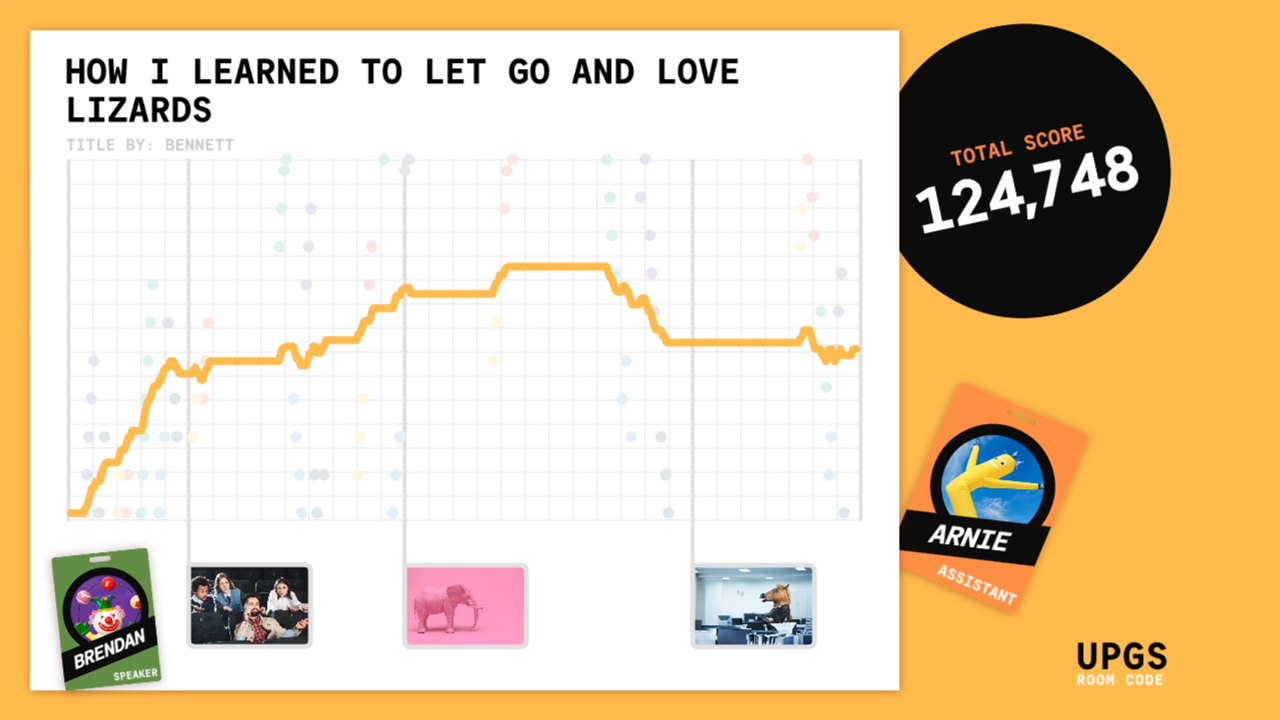 HOW I LEARNED TO LET GO AND LOVE
LIZARDS
TITLE BY: BENNETT
TOTAL SCORE
124,748
ARNIE
ASSISTANT
BRENDAN
SPEAKER
UPGS
ROOM CODE